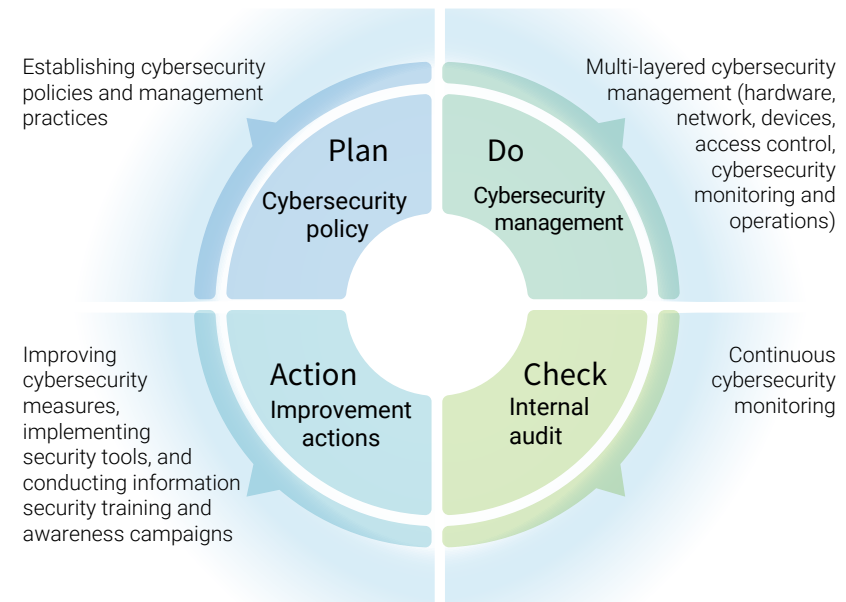 Establishing cybersecurity
policies and management
practices
Plan
Cybersecurity
policy
Do
Cybersecurity
management
Multi-layered cybersecurity
management (hardware,
network, devices,
access control,
cybersecurity
monitoring and
operations)
Improving
cybersecurity
measures,
implementing
security tools, and
conducting information
security training and
awareness campaigns
Action
Improvement
actions
Check
Internal
audit
Continuous
cybersecurity
monitoring